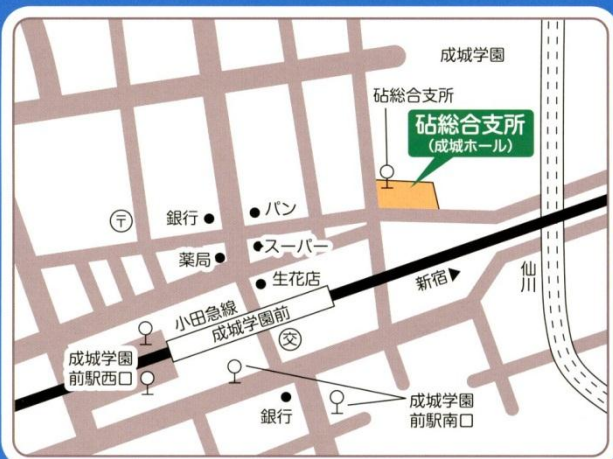 成城学園
砧総合支所
砧総合支所
(成城ホール)
〒
銀行
パン
スーパー
薬局
生花店
小田急線
成城学園前
新宿
仙川
交
成城学園
前駅西口
銀行
成城学園
前駅南口